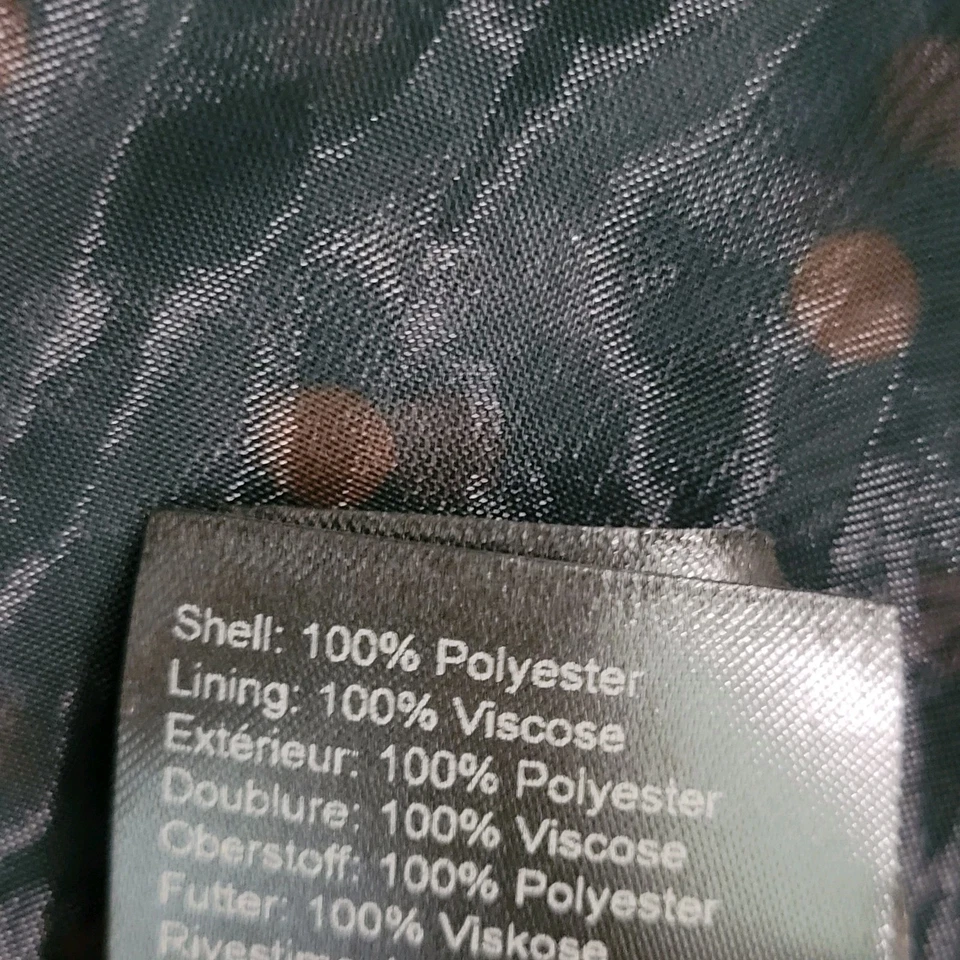 Shell: 100% Polyester
Lining: 100% Viscose
Extérieur: 100% Polyester
Doublure: 100% Viscose
Oberstoff: 100% Polyester
Futter: 100% Viskose